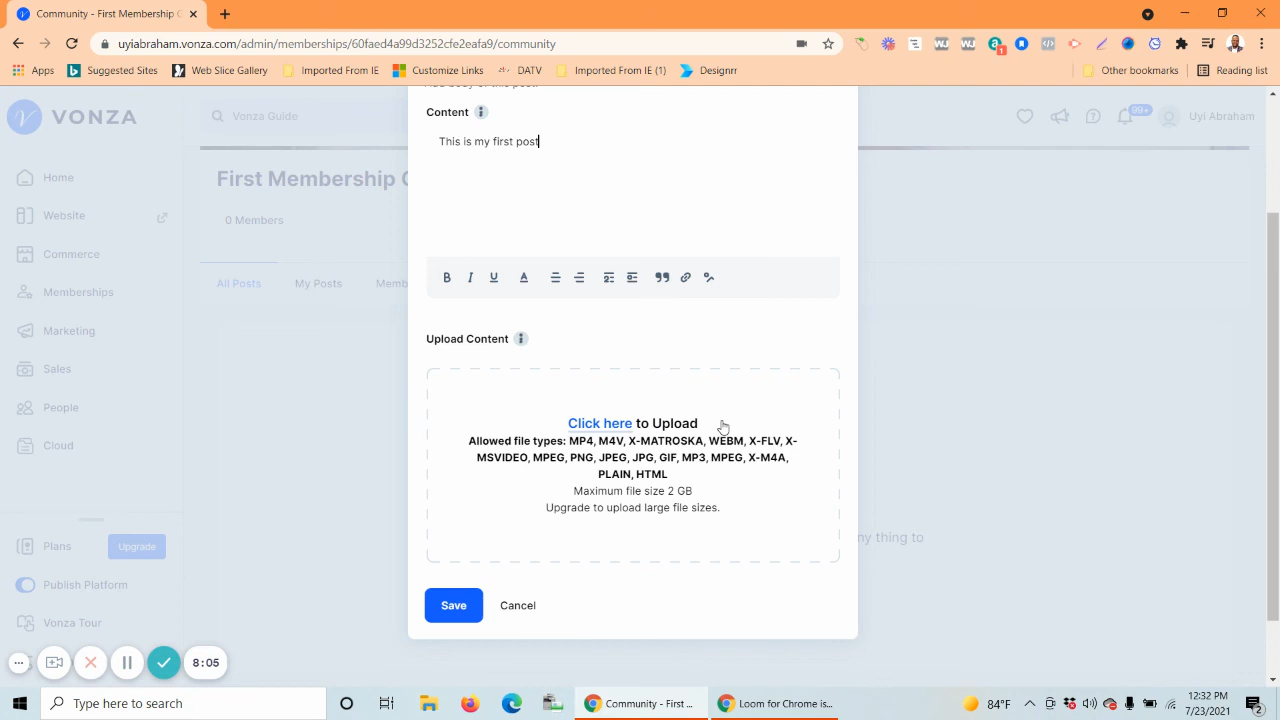 Community - First Membership C
uyiabraham.vonza.com/admin/memberships/60faed4a99d3252cfe2eafa9/community
Apps
Suggested Sites
Web Slice Gallery
Imported From IE
Customize Links
DATV
Imported From IE (1)
Designrr
Other bookmarks
Reading list
VONZA
Vonza Guide
99+
Uyi Abraham
Home
Website
Commerce
Memberships
Marketing
Sales
People
Cloud
Plans
Upgrade
Publish Platform
Vonza Tour
First Membership C
0 Members
All Posts
My Posts
Memb
Add body of this post.
Content
This is my first post
B I U A
Upload Content
Click here to Upload
Allowed file types: MP4, M4V, X-MATROSKA, WEBM, X-FLV, X-
MSVIDEO, MPEG, PNG, JPEG, JPG, GIF, MP3, MPEG, X-M4A,
PLAIN, HTML
Maximum file size 2 GB
Upgrade to upload large file sizes.
ny thing to
Save
Cancel
8:05
Type here to search
Community - First ...
Loom for Chrome is...
84°F
12:32 PM
7/23/2021
2